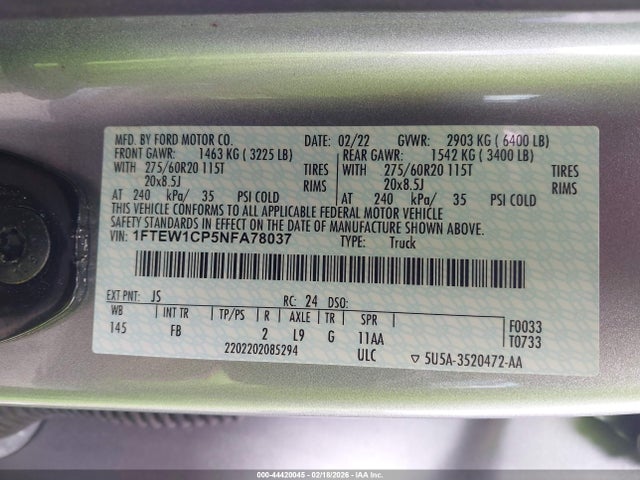 MFD. BY FORD MOTOR CO. DATE: 02/22 GVWR: 2903 KG ( 6400 LB)
FRONT GAWR: 1463 KG ( 3225 LB) REAR GAWR: 1542 KG ( 3400 LB)
WITH 275/60R20 115T TIRES WITH 275/60R20 115T TIRES
20x8.5J RIMS 20x8.5J RIMS
AT 240 kPa/ 35 PSI COLD AT 240 kPa/ 35 PSI COLD
THIS VEHICLE CONFORMS TO ALL APPLICABLE FEDERAL MOTOR VEHICLE
SAFETY STANDARDS IN EFFECT ON THE DATE OF MANUFACTURE SHOWN ABOVE.
VIN: 1FTEW1CP5NFA78037 TYPE: Truck
EXT PNT: JS RC: 24 DSO:
WB INT TR TP/PS R AXLE TR SPR
145 FB 2 L9 G 11AA
F0033
T0733
2202202085294 ULC 5U5A-3520472-AA
000-44420045 - 02/18/2026 - IAA, Inc.